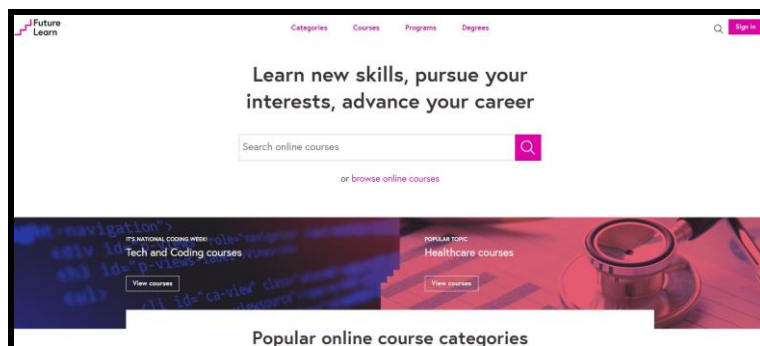 Future
Learn
Categories Courses Programs Degrees
Sign in
Learn new skills, pursue your
interests, advance your career
Search online courses
or browse online courses
IT'S NATIONAL CODING WEEK!
Tech and Coding courses
View courses
POPULAR TOPIC
Healthcare courses
View courses
Popular online course categories